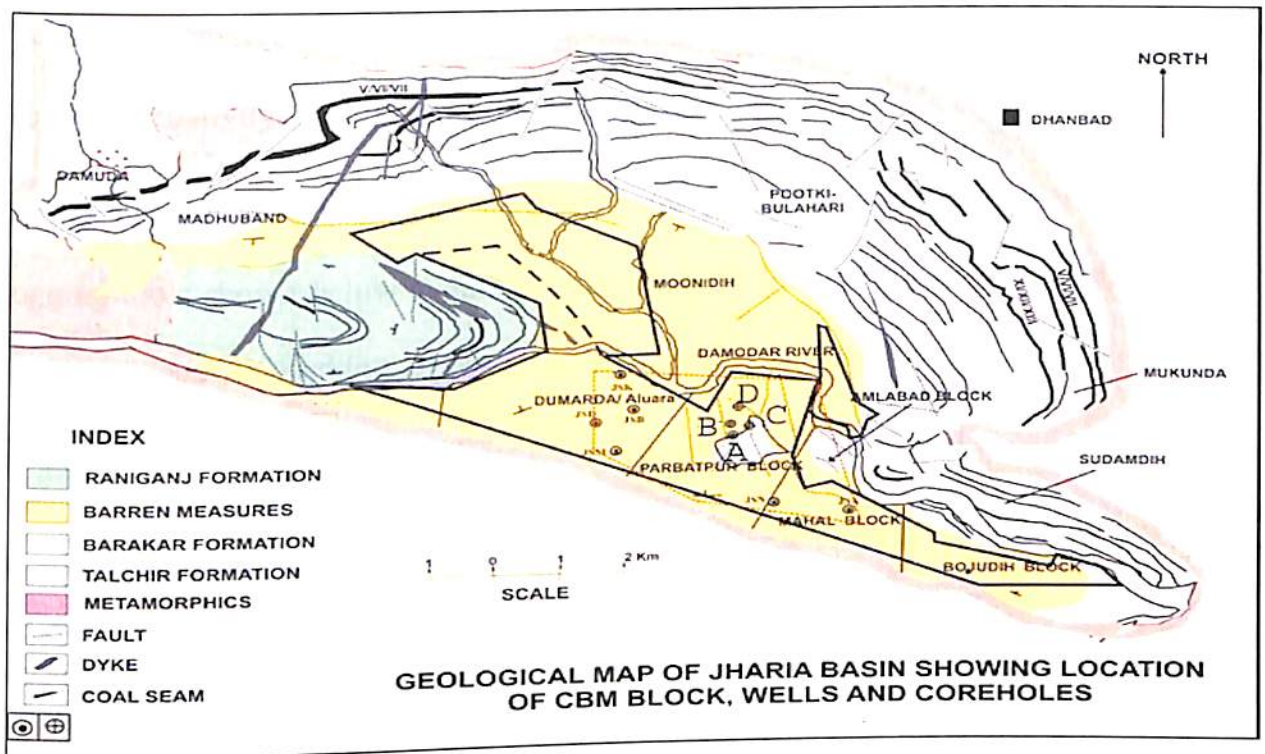 NORTH
DHANBAD
V/VI/VII
DAMUDA
MADHUBAND
POOTKI-
BULAHARI
MOONIDIH
DAMODAR RIVER
MUKUNDA
AMLABAD BLOCK
JSK
DUMARDA/ Aluara
JSB
D
B
C
A
PARBATPUR BLOCK
SUDAMDIH
MAHAL BLOCK
BOJUDIH BLOCK
INDEX
RANIGANJ FORMATION
BARREN MEASURES
BARAKAR FORMATION
TALCHIR FORMATION
METAMORPHICS
FAULT
DYKE
COAL SEAM
1 0 1 2 Km
SCALE
GEOLOGICAL MAP OF JHARIA BASIN SHOWING LOCATION
OF CBM BLOCK, WELLS AND COREHOLES